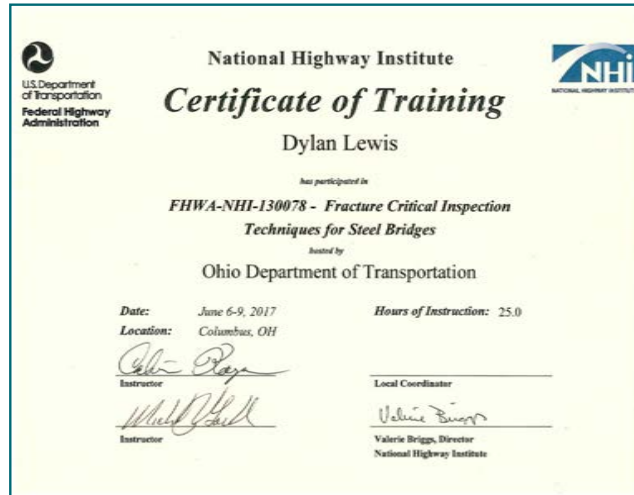 National Highway Institute
U.S. Department
of Transportation
Federal Highway
Administration
NHi
NATIONAL HIGHWAY INSTITUTE
Certificate of Training
Dylan Lewis
has participated in
FHWA-NHI-130078 - Fracture Critical Inspection
Techniques for Steel Bridges
hosted by
Ohio Department of Transportation
Date: June 6-9, 2017
Hours of Instruction: 25.0
Location: Columbus, OH
Instructor
Local Coordinator
Valerie Briggs
Instructor
Valerie Briggs, Director
National Highway Institute